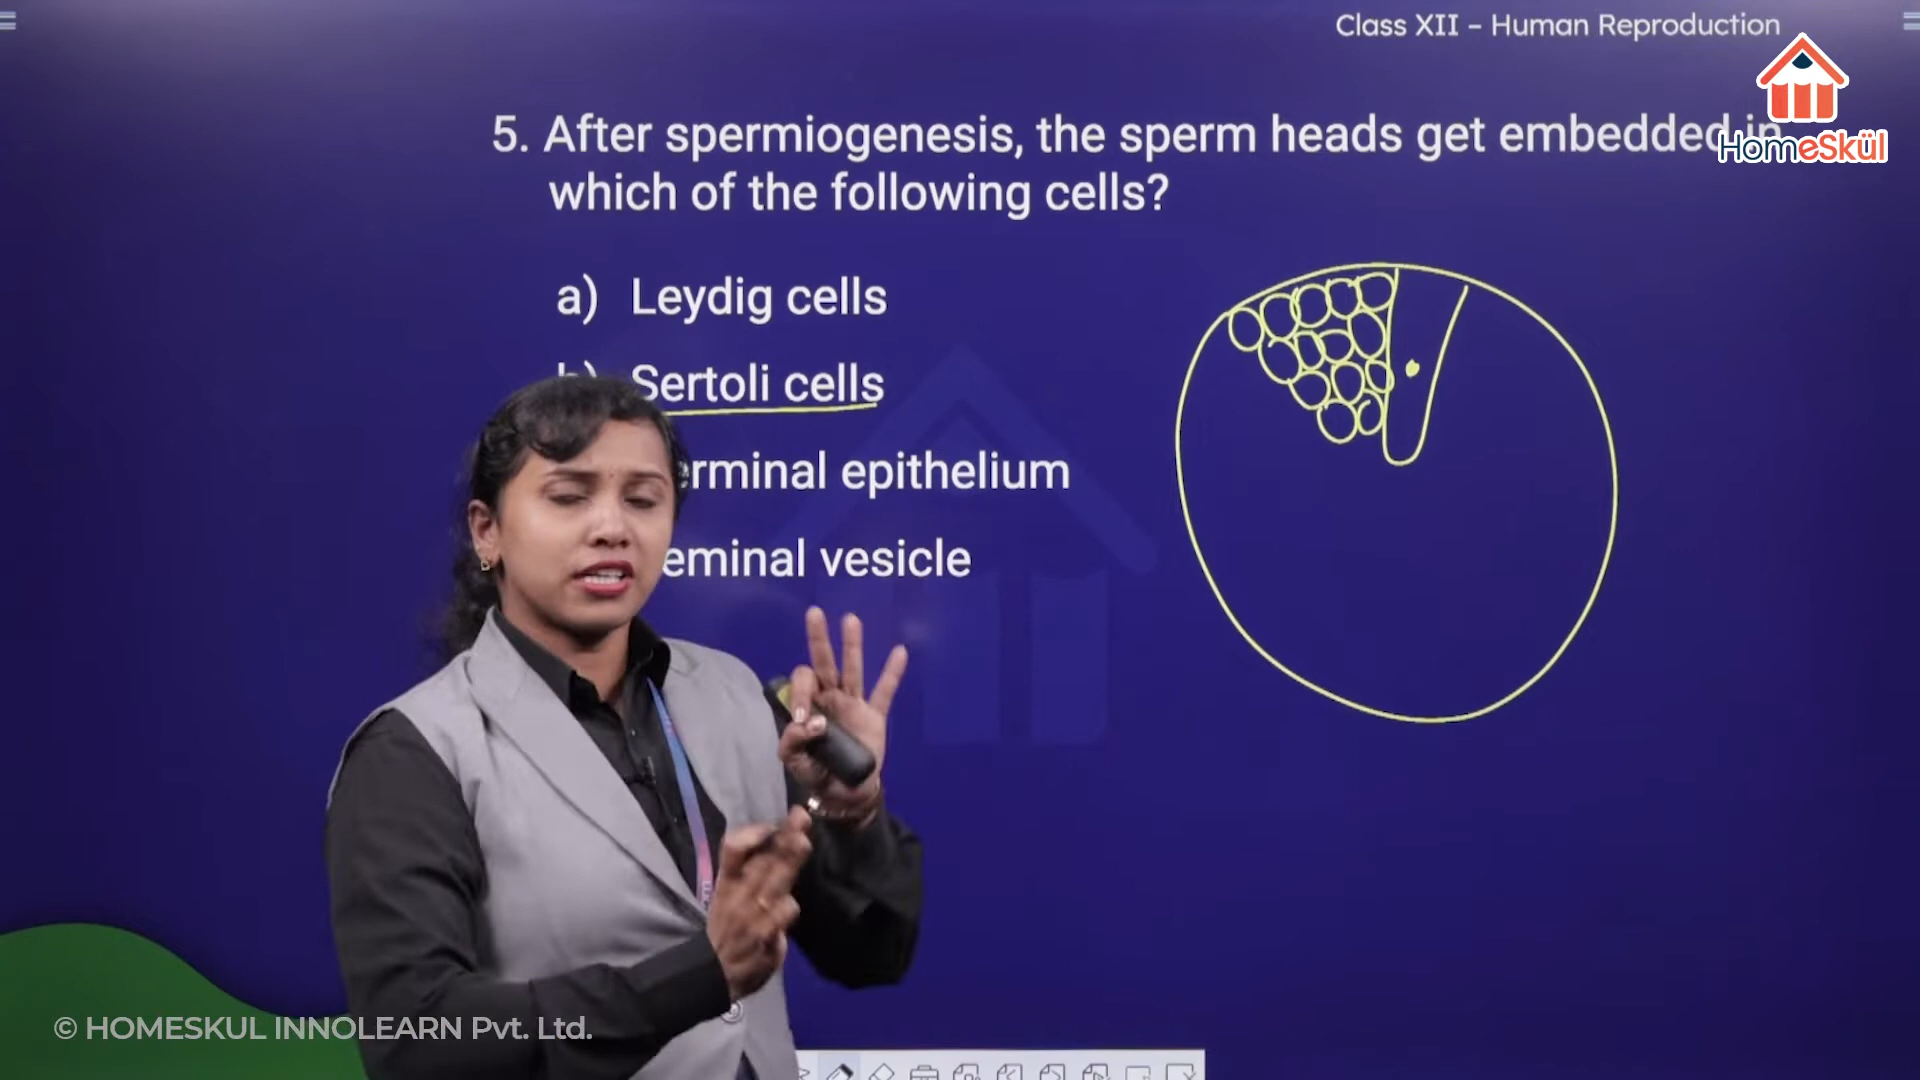 Class XII – Human Reproduction
HomeSkül
5. After spermiogenesis, the sperm heads get embedded in
which of the following cells?
a) Leydig cells
b) Sertoli cells
erminal epithelium
eminal vesicle
© HOMESKUL INNOLEARN Pvt. Ltd.